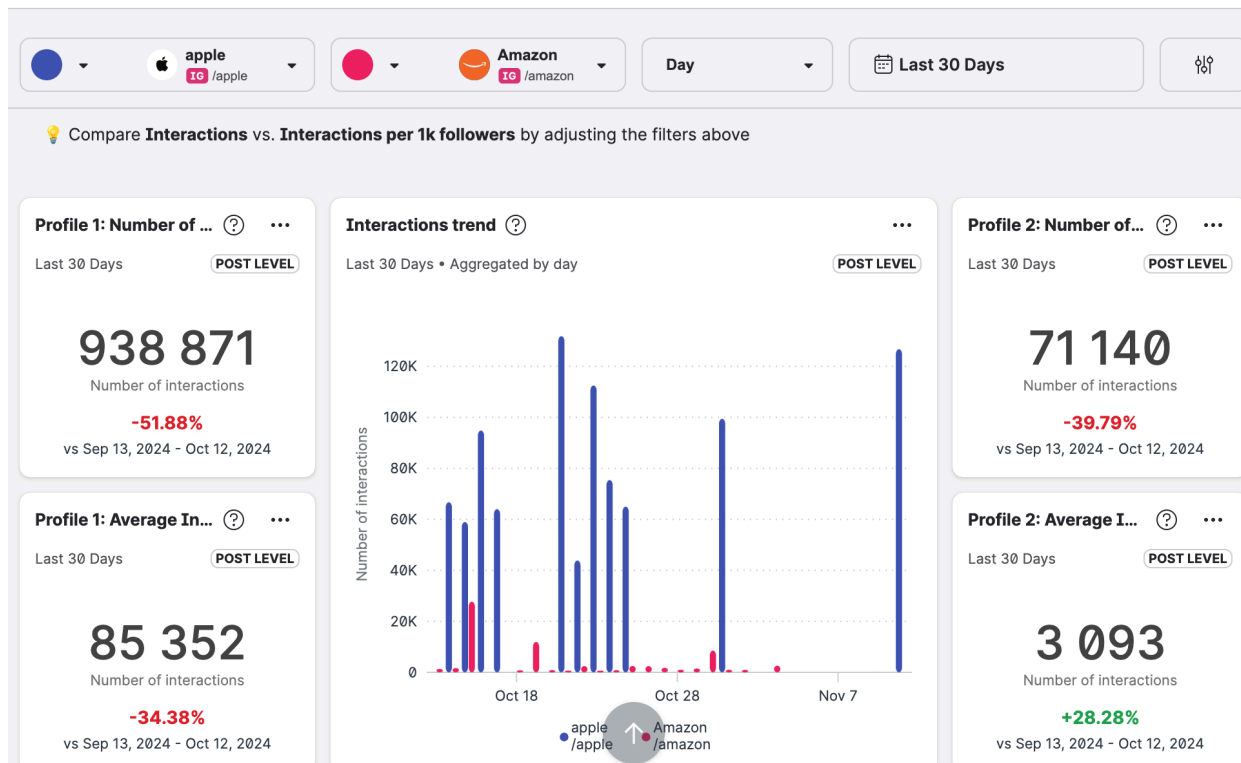 apple
IG /apple
Amazon
IG /amazon
Day
Last 30 Days
💡 Compare Interactions vs. Interactions per 1k followers by adjusting the filters above
Profile 1: Number of ...
Last 30 Days
POST LEVEL
938 871
Number of interactions
-51.88%
vs Sep 13, 2024 - Oct 12, 2024
Profile 1: Average In...
Last 30 Days
POST LEVEL
85 352
Number of interactions
-34.38%
vs Sep 13, 2024 - Oct 12, 2024
Interactions trend
Last 30 Days • Aggregated by day
POST LEVEL
Number of interactions
120K
100K
80K
60K
40K
20K
0
Oct 18
Oct 28
Nov 7
apple
/apple
Amazon
/amazon
Profile 2: Number of...
Last 30 Days
POST LEVEL
71 140
Number of interactions
-39.79%
vs Sep 13, 2024 - Oct 12, 2024
Profile 2: Average I...
Last 30 Days
POST LEVEL
3 093
Number of interactions
+28.28%
vs Sep 13, 2024 - Oct 12, 2024